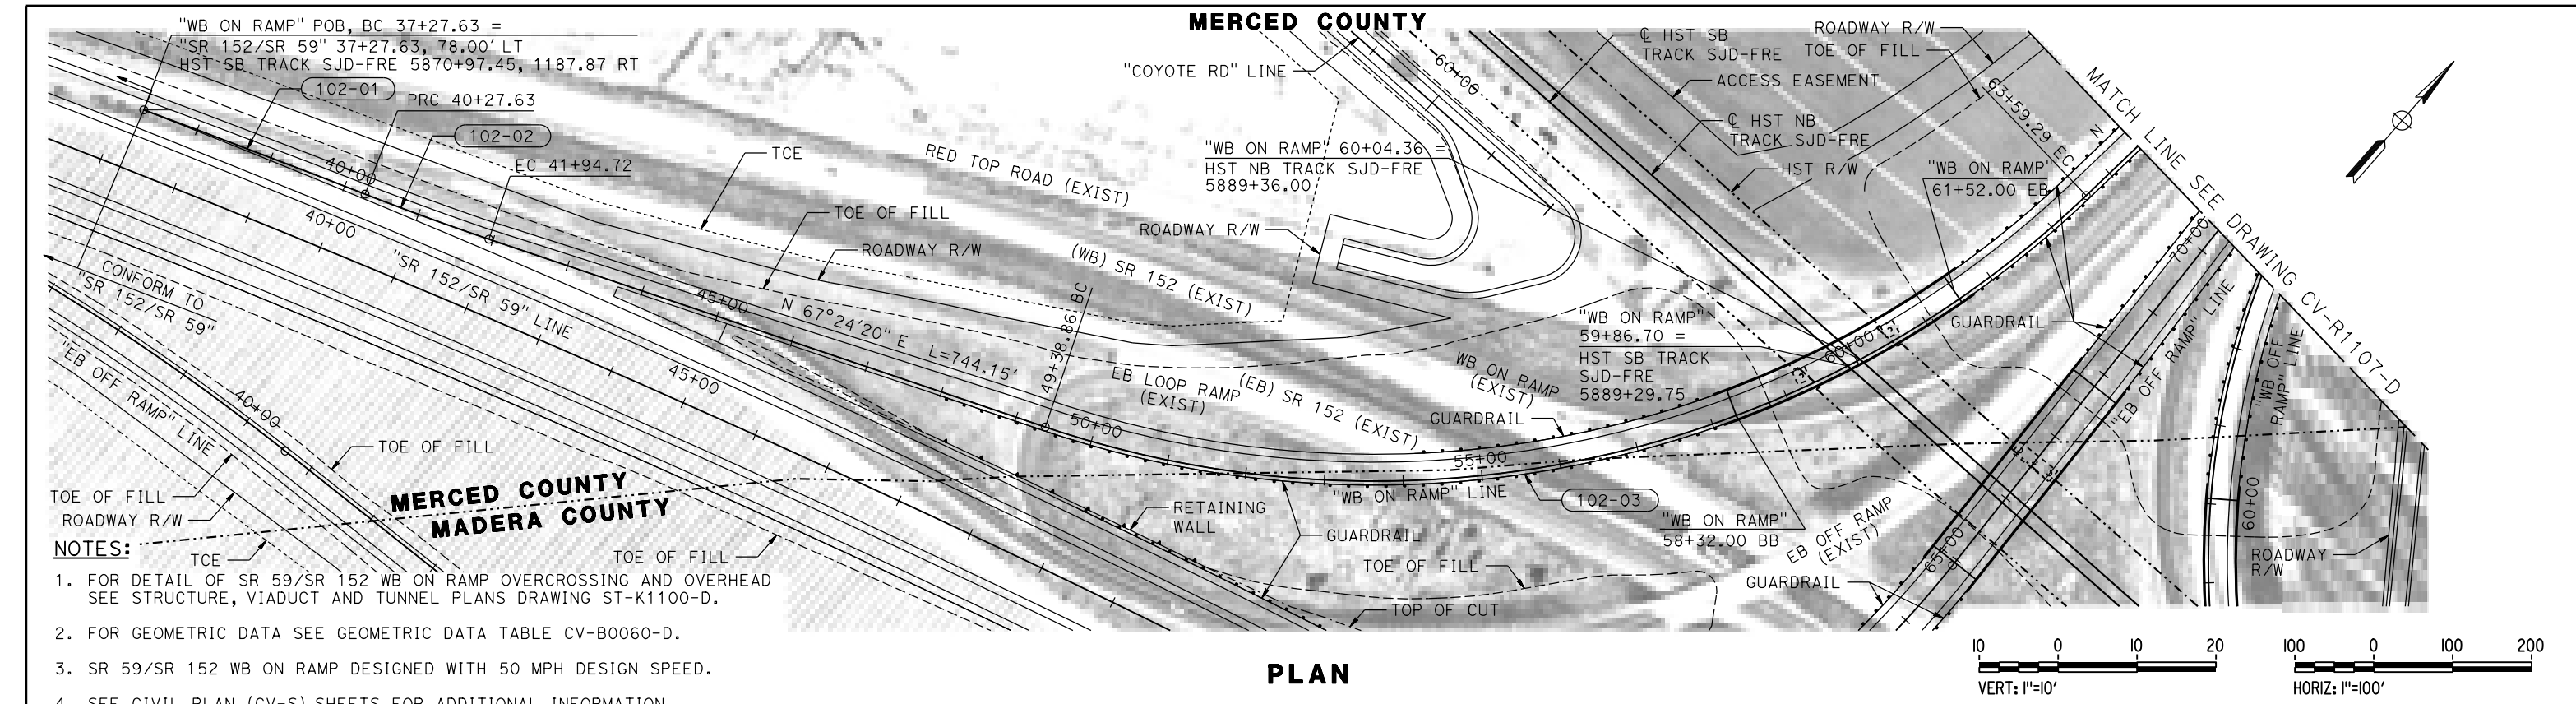 MERCED COUNTY
"WB ON RAMP" POB, BC 37+27.63 =
"SR 152/SR 59" 37+27.63, 78.00' LT
HST SB TRACK SJD-FRE 5870+97.45, 1187.87 RT
102-01
PRC 40+27.63
102-02
EC 41+94.72
40+00
TCE
RED TOP ROAD (EXIST)
"COYOTE RD" LINE
60+00
℄ HST SB
TRACK SJD-FRE
ROADWAY R/W
TOE OF FILL
ACCESS EASEMENT
℄ HST NB
TRACK SJD-FRE
HST R/W
63+59.29 EC
N
MATCH LINE SEE DRAWING CV-R1107-D
"WB ON RAMP"
61+52.00 EB
"WB ON RAMP" 60+04.36 =
HST NB TRACK SJD-FRE
5889+36.00
ROADWAY R/W
TOE OF FILL
ROADWAY R/W
(WB) SR 152 (EXIST)
40+00
"SR 152/SR 59" LINE
CONFORM TO
"SR 152/SR 59"
45+00
N 67°24'20" E L=744.15'
49+38.86 BC
45+00
50+00
EB LOOP RAMP
(EXIST)
(EB) SR 152 (EXIST)
WB ON RAMP
(EXIST)
"WB ON RAMP"
59+86.70 =
HST SB TRACK
SJD-FRE
5889+29.75
60+00
GUARDRAIL
GUARDRAIL
70+00
"EB OFF RAMP" LINE
"WB OFF
RAMP" LINE
"EB OFF RAMP" LINE
40+00
TOE OF FILL
TOE OF FILL
ROADWAY R/W
MERCED COUNTY
MADERA COUNTY
TCE
TOE OF FILL
55+00
"WB ON RAMP" LINE
102-03
RETAINING
WALL
GUARDRAIL
TOE OF FILL
TOP OF CUT
"WB ON RAMP"
58+32.00 BB
EB OFF RAMP
(EXIST)
GUARDRAIL
65+00
60+00
ROADWAY
R/W
NOTES:
1. FOR DETAIL OF SR 59/SR 152 WB ON RAMP OVERCROSSING AND OVERHEAD
SEE STRUCTURE, VIADUCT AND TUNNEL PLANS DRAWING ST-K1100-D.
2. FOR GEOMETRIC DATA SEE GEOMETRIC DATA TABLE CV-B0060-D.
3. SR 59/SR 152 WB ON RAMP DESIGNED WITH 50 MPH DESIGN SPEED.
4. SEE CIVIL PLAN (CV-S) SHEETS FOR ADDITIONAL INFORMATION
PLAN
10 0 10 20
VERT: 1"=10'
100 0 100 200
HORIZ: 1"=100'